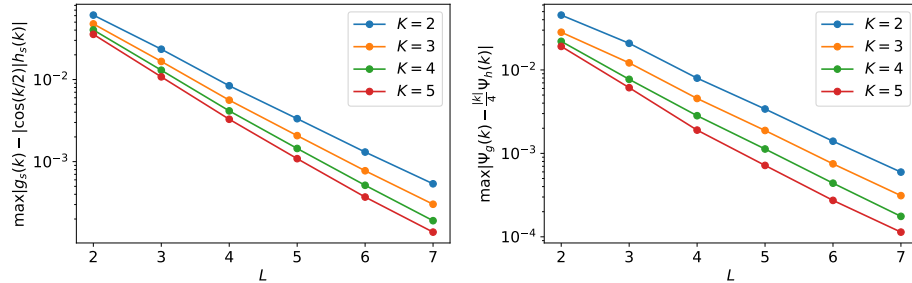 max|g_s(k) − |cos(k/2)|h_s(k)|
10^{-2}
10^{-3}
2 3 4 5 6 7
L
K = 2
K = 3
K = 4
K = 5
max|Ψ_g(k) − \frac{|k|}{4}Ψ_h(k)|
10^{-2}
10^{-3}
10^{-4}
2 3 4 5 6 7
L
K = 2
K = 3
K = 4
K = 5